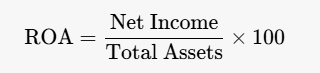 ROA = Net Income / Total Assets × 100